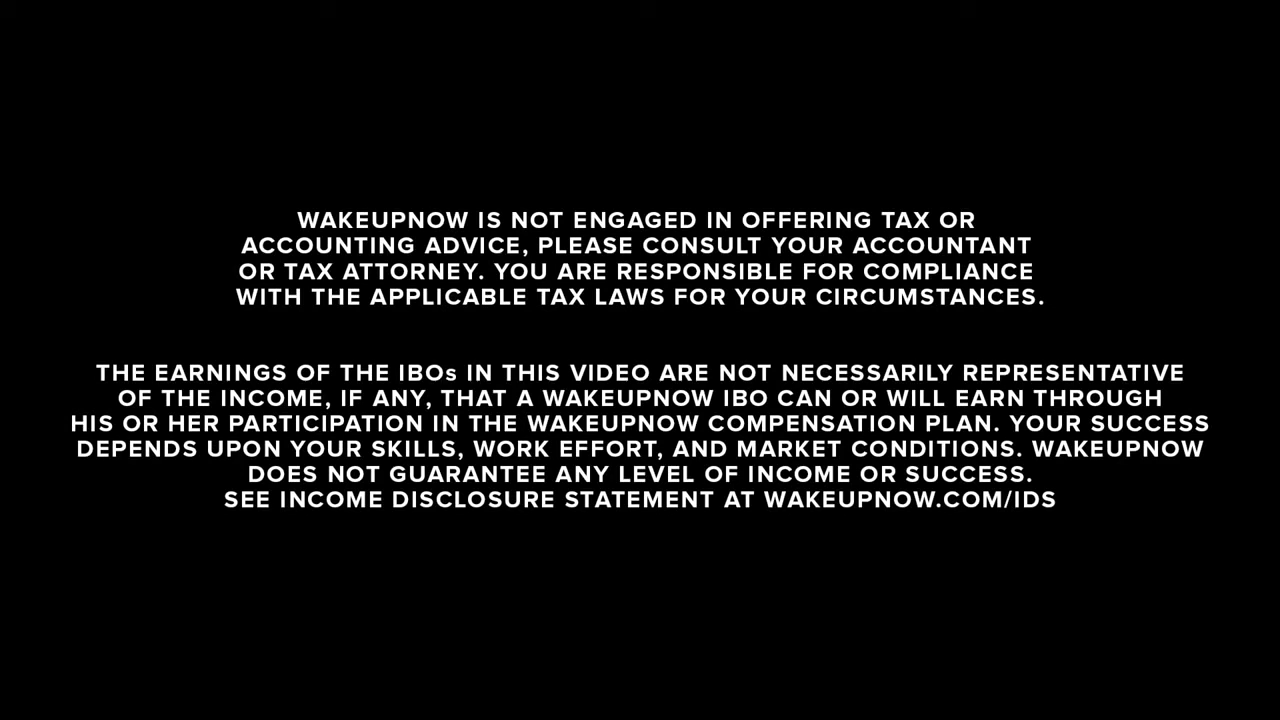 WAKEUPNOW IS NOT ENGAGED IN OFFERING TAX OR
ACCOUNTING ADVICE, PLEASE CONSULT YOUR ACCOUNTANT
OR TAX ATTORNEY. YOU ARE RESPONSIBLE FOR COMPLIANCE
WITH THE APPLICABLE TAX LAWS FOR YOUR CIRCUMSTANCES.
THE EARNINGS OF THE IBOs IN THIS VIDEO ARE NOT NECESSARILY REPRESENTATIVE
OF THE INCOME, IF ANY, THAT A WAKEUPNOW IBO CAN OR WILL EARN THROUGH
HIS OR HER PARTICIPATION IN THE WAKEUPNOW COMPENSATION PLAN. YOUR SUCCESS
DEPENDS UPON YOUR SKILLS, WORK EFFORT, AND MARKET CONDITIONS. WAKEUPNOW
DOES NOT GUARANTEE ANY LEVEL OF INCOME OR SUCCESS.
SEE INCOME DISCLOSURE STATEMENT AT WAKEUPNOW.COM/IDS